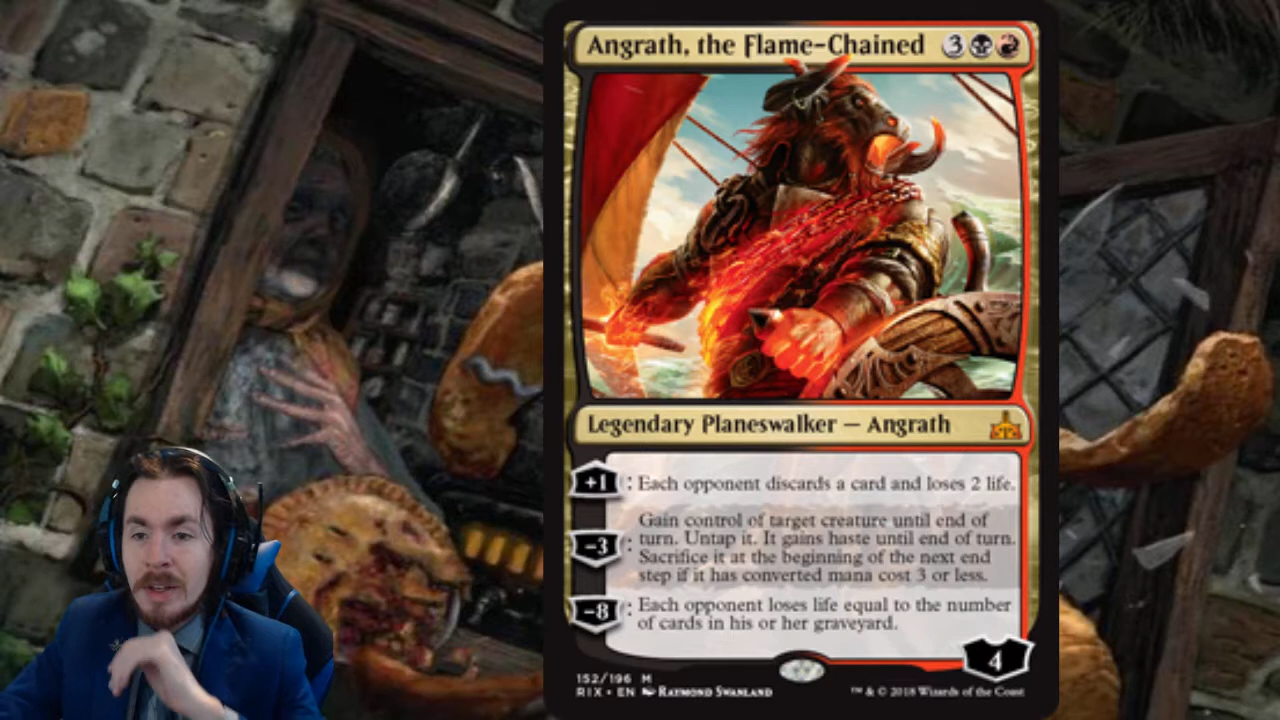 Angrath, the Flame-Chained 3
Legendary Planeswalker — Angrath
+1 : Each opponent discards a card and loses 2 life.
Gain control of target creature until end of
-3 : turn. Untap it. It gains haste until end of turn.
Sacrifice it at the beginning of the next end
step if it has converted mana cost 3 or less.
-8 : Each opponent loses life equal to the number
of cards in his or her graveyard.
4
152/196 M
RIX • EN Raymond Swanland
™ & © 2018 Wizards of the Coast